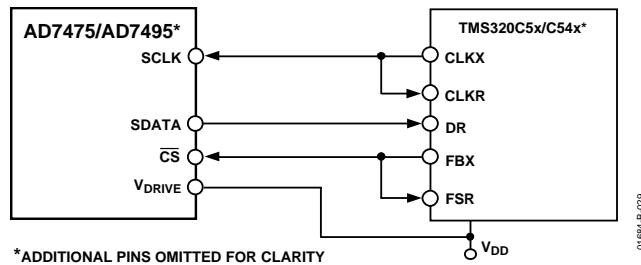 AD7475/AD7495*
SCLK
SDATA
CS
VDRIVE
TMS320C5x/C54x*
CLKX
CLKR
DR
FBX
FSR
VDD
*ADDITIONAL PINS OMITTED FOR CLARITY
01684-B-029